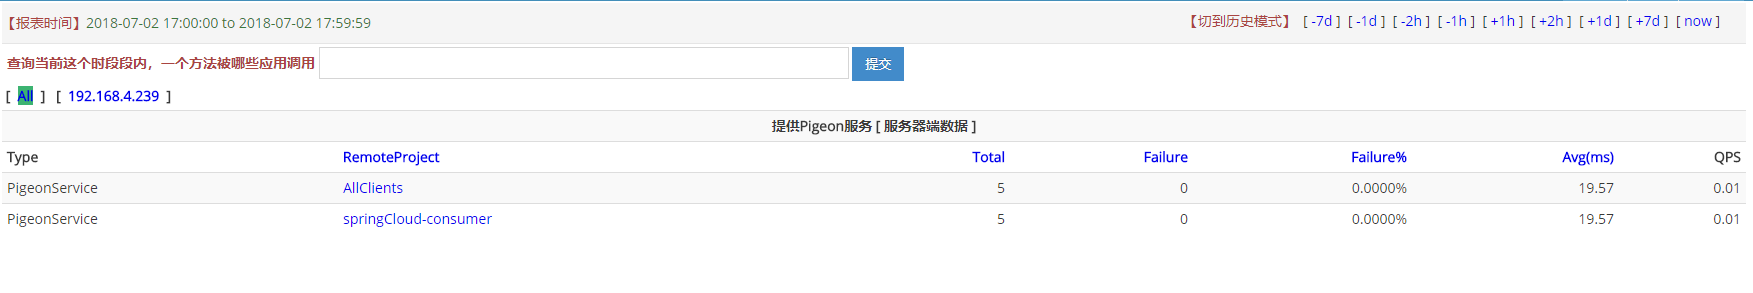 【报表时间】2018-07-02 17:00:00 to 2018-07-02 17:59:59 【切到历史模式】 [ -7d ] [ -1d ] [ -2h ] [ -1h ] [ +1h ] [ +2h ] [ +1d ] [ +7d ] [ now ]
查询当前这个时段段内，一个方法被哪些应用调用 提交
[ All ] [ 192.168.4.239 ]
提供Pigeon服务 [ 服务器端数据 ]
Type RemoteProject Total Failure Failure% Avg(ms) QPS
PigeonService AllClients 5 0 0.0000% 19.57 0.01
PigeonService springCloud-consumer 5 0 0.0000% 19.57 0.01